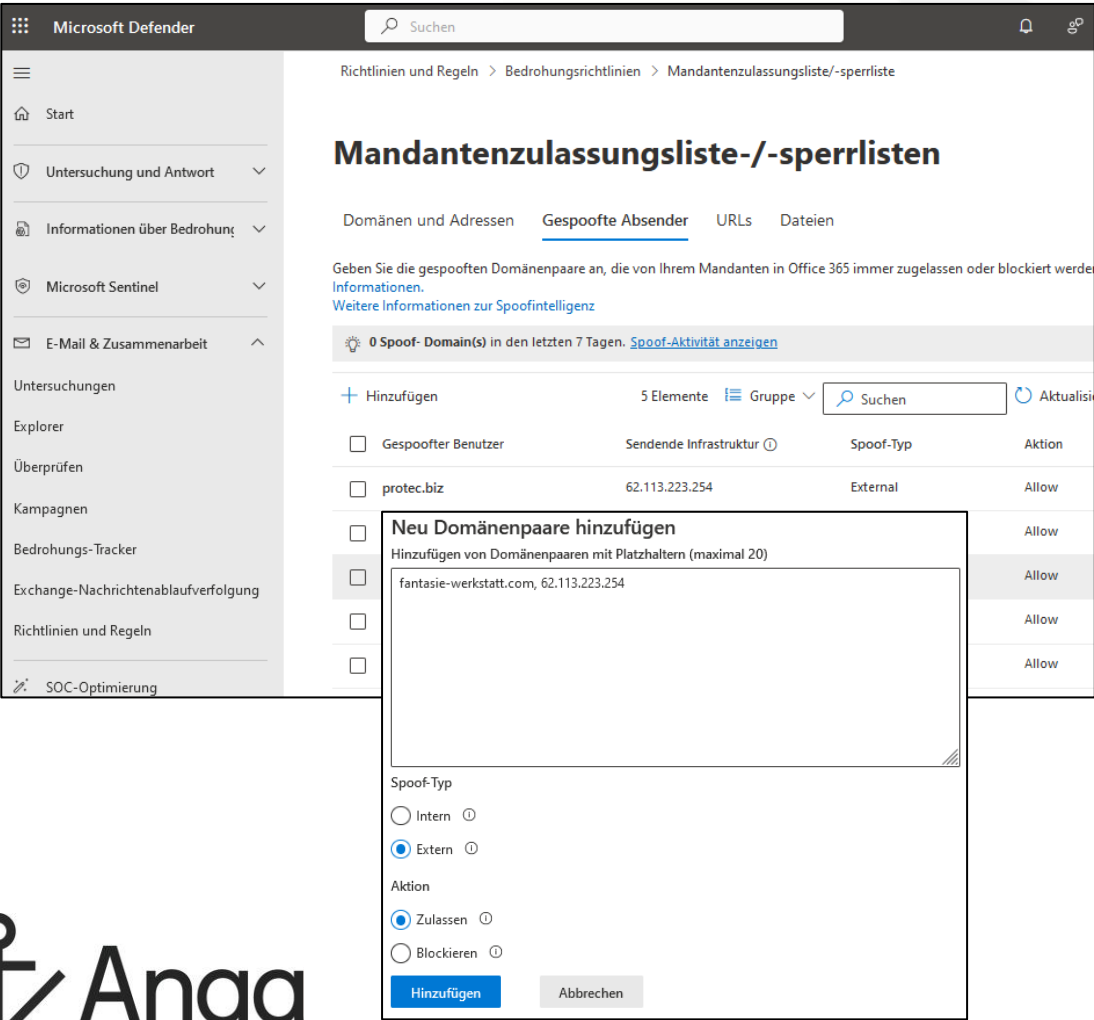 Microsoft Defender
Suchen
Start
Untersuchung und Antwort
Informationen über Bedrohung
Microsoft Sentinel
E-Mail & Zusammenarbeit
Untersuchungen
Explorer
Überprüfen
Kampagnen
Bedrohungs-Tracker
Exchange-Nachrichtenablaufverfolgung
Richtlinien und Regeln
SOC-Optimierung
Richtlinien und Regeln > Bedrohungsrichtlinien > Mandantenzulassungsliste/-sperrliste
Mandantenzulassungsliste-/-sperrlisten
Domänen und Adressen Gespoofte Absender URLs Dateien
Geben Sie die gespooften Domänenpaare an, die von Ihrem Mandanten in Office 365 immer zugelassen oder blockiert werde
Informationen.
Weitere Informationen zur Spoofintelligenz
0 Spoof- Domain(s) in den letzten 7 Tagen. Spoof-Aktivität anzeigen
+ Hinzufügen 5 Elemente Gruppe Suchen Aktualisi
Gespoofter Benutzer Sendende Infrastruktur Spoof-Typ Aktion
protec.biz 62.113.223.254 External Allow
Allow
Allow
Allow
Allow
Neu Domänenpaare hinzufügen
Hinzufügen von Domänenpaaren mit Platzhaltern (maximal 20)
fantasie-werkstatt.com, 62.113.223.254
Spoof-Typ
Intern
Extern
Aktion
Zulassen
Blockieren
Hinzufügen Abbrechen